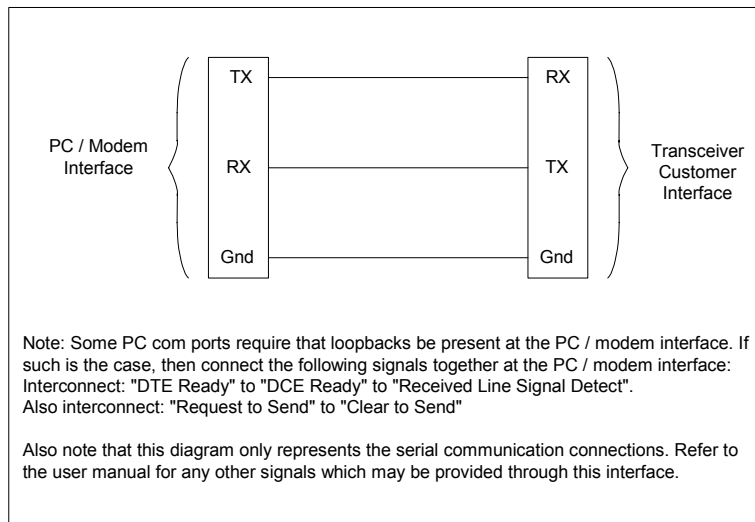 TX
RX
PC / Modem
Interface
RX
TX
Transceiver
Customer
Interface
Gnd
Gnd
Note: Some PC com ports require that loopbacks be present at the PC / modem interface. If
such is the case, then connect the following signals together at the PC / modem interface:
Interconnect: "DTE Ready" to "DCE Ready" to "Received Line Signal Detect".
Also interconnect: "Request to Send" to "Clear to Send"
Also note that this diagram only represents the serial communication connections. Refer to
the user manual for any other signals which may be provided through this interface.